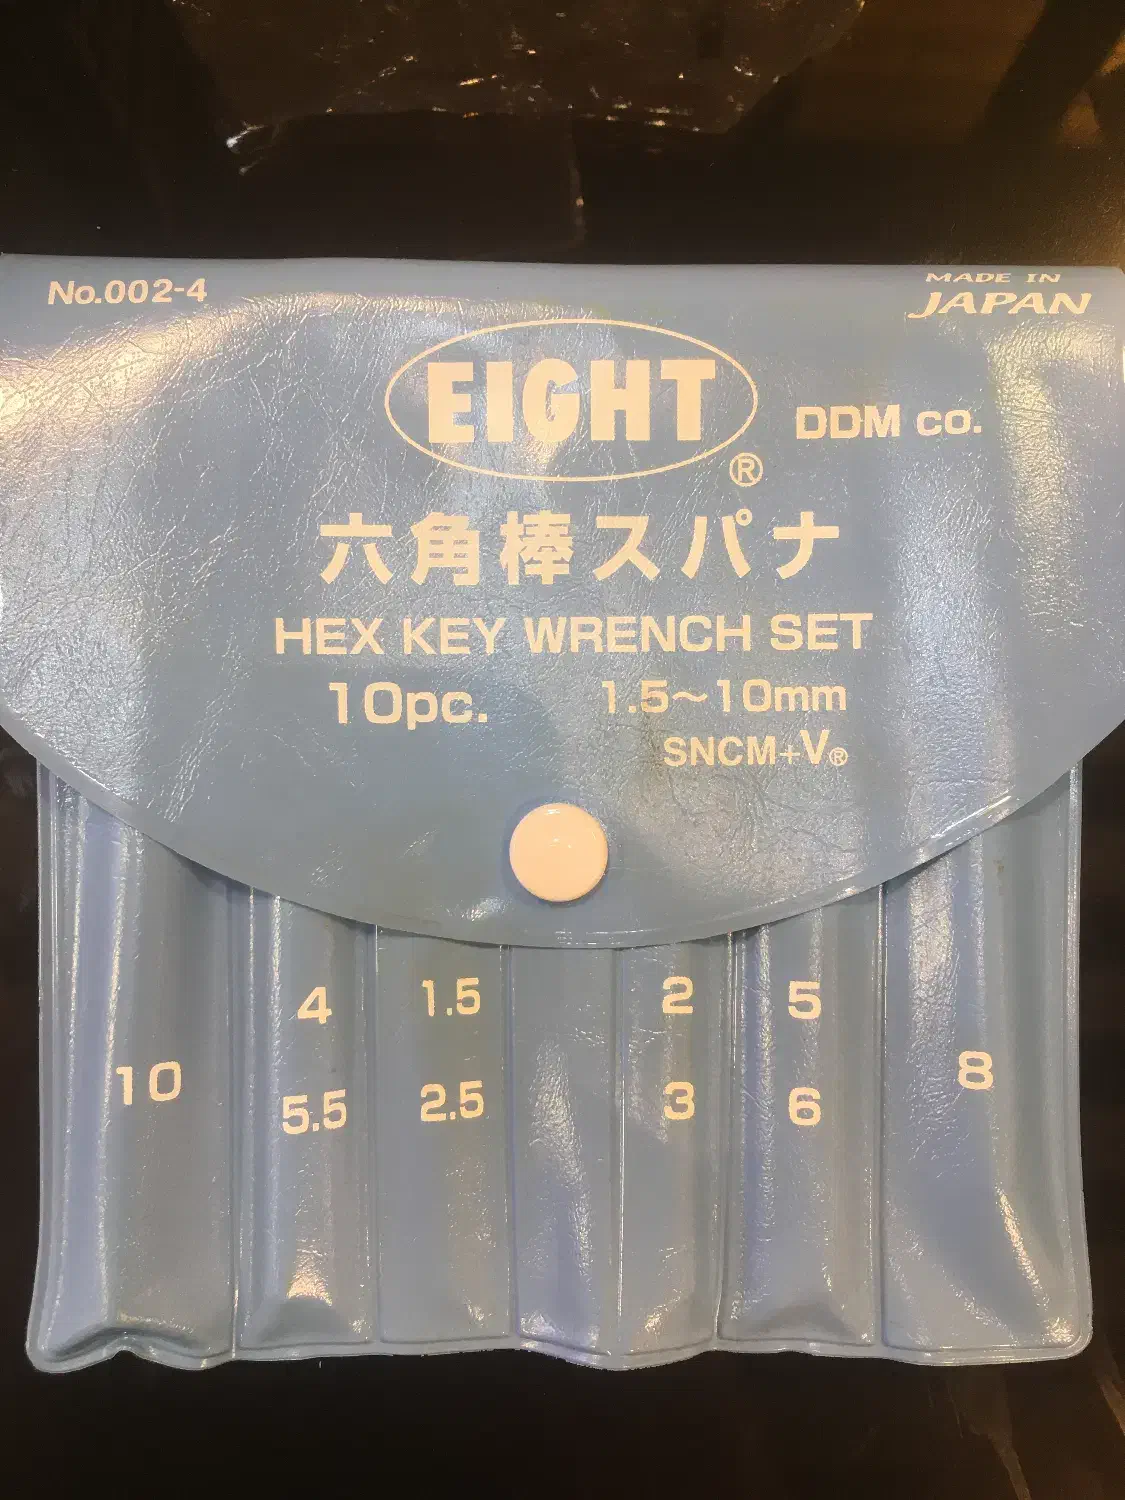 No.002-4
MADE IN
JAPAN
EIGHT®
DDM co.
六角棒スパナ
HEX KEY WRENCH SET
10pc. 1.5~10mm
SNCM+V®
4 1.5 2 5
10 5.5 2.5 3 6 8